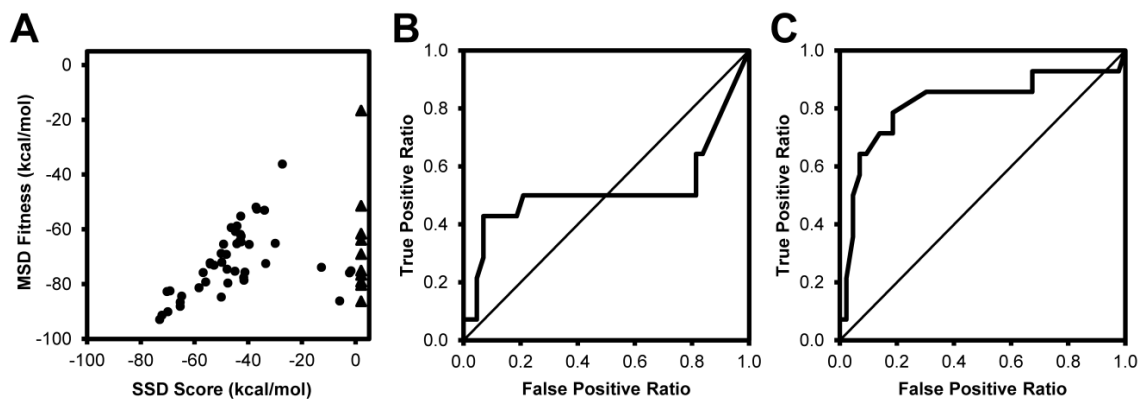 A
MSD Fitness (kcal/mol)
0
-20
-40
-60
-80
-100
-100 -80 -60 -40 -20 0
SSD Score (kcal/mol)
B
True Positive Ratio
1.0
0.8
0.6
0.4
0.2
0.0
0.0 0.2 0.4 0.6 0.8 1.0
False Positive Ratio
C
True Positive Ratio
1.0
0.8
0.6
0.4
0.2
0.0
0.0 0.2 0.4 0.6 0.8 1.0
False Positive Ratio